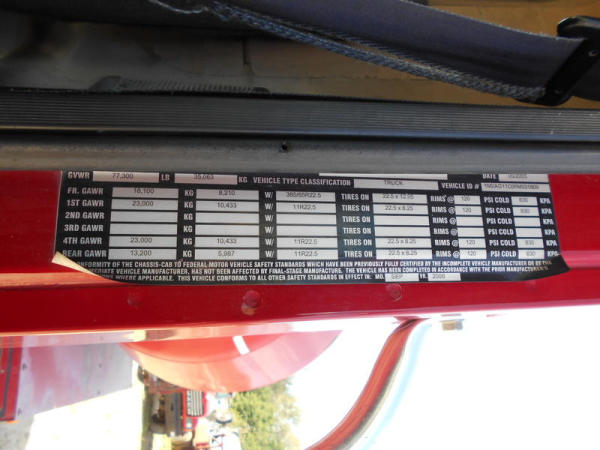 GVWR 77,300 LB 35,063 KG VEHICLE TYPE CLASSIFICATION TRUCK VEHICLE ID #
FR. GAWR 18,100 KG 8,210 W/ 385/65R22.5 TIRES ON 22.5 x 12.25 RIMS @ 120 PSI COLD 830 KPA
1ST GAWR 23,000 KG 10,433 W/ 11R22.5 TIRES ON 22.5 x 8.25 RIMS @ 120 PSI COLD 830 KPA
2ND GAWR KG W/ TIRES ON RIMS @ PSI COLD KPA
3RD GAWR KG W/ TIRES ON RIMS @ PSI COLD KPA
4TH GAWR 23,000 KG 10,433 W/ 11R22.5 TIRES ON 22.5 x 8.25 RIMS @ 120 PSI COLD 830 KPA
REAR GAWR 13,200 KG 5,987 W/ 11R22.5 TIRES ON 22.5 x 8.25 RIMS @ 120 PSI COLD 830 KPA
CONFORMITY OF THE CHASSIS-CAB TO FEDERAL MOTOR VEHICLE SAFETY STANDARDS WHICH HAVE BEEN PREVIOUSLY FULLY CERTIFIED BY THE INCOMPLETE VEHICLE MANUFACTURER OR BY
MEDIATE VEHICLE MANUFACTURER, HAS NOT BEEN AFFECTED BY FINAL-STAGE MANUFACTURE. THE VEHICLE HAS BEEN COMPLETED IN ACCORDANCE WITH THE PRIOR MANUFACTURER'S
WHERE APPLICABLE. THIS VEHICLE CONFORMS TO ALL OTHER SAFETY STANDARDS IN EFFECT IN: MO. SEP YR. 2000